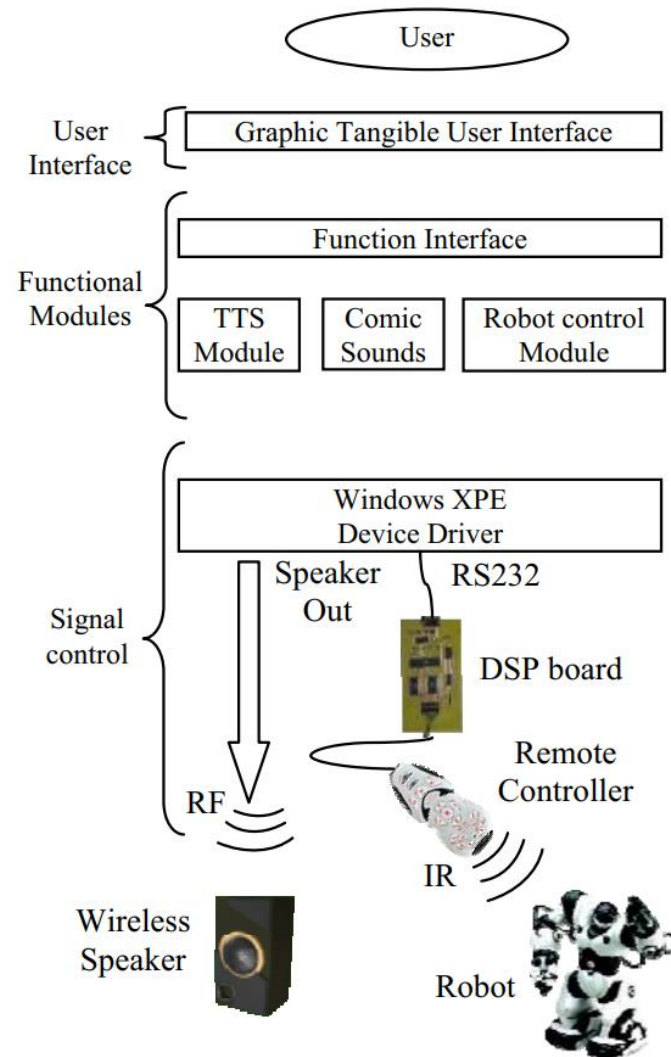 User
User
Interface
Graphic Tangible User Interface
Functional
Modules
Function Interface
TTS
Module
Comic
Sounds
Robot control
Module
Signal
control
Windows XPE
Device Driver
Speaker
Out
RS232
DSP board
Remote
Controller
RF
IR
Wireless
Speaker
Robot